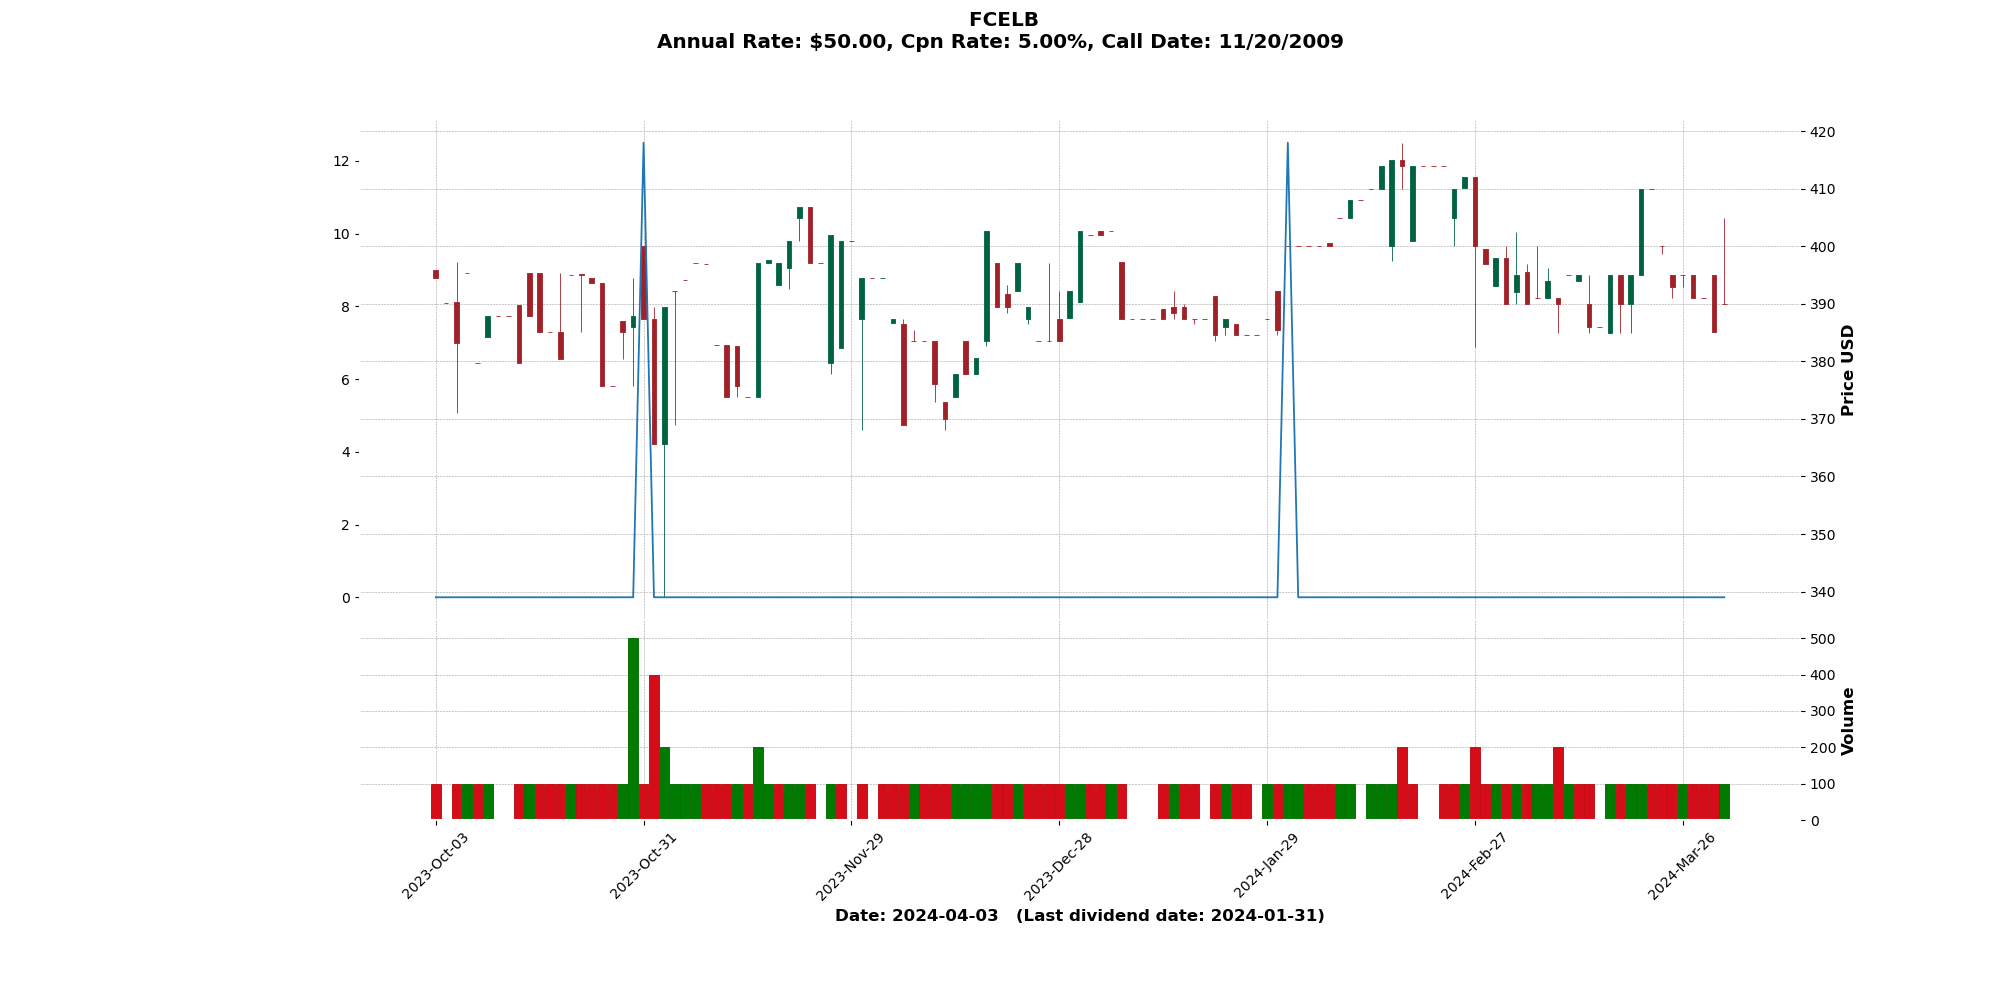 FCELB
Annual Rate: $50.00, Cpn Rate: 5.00%, Call Date: 11/20/2009
12
10
8
6
4
2
0
420
410
400
390
380
370
360
350
340
Price USD
500
400
300
200
100
0
Volume
2023-Oct-03
2023-Oct-31
2023-Nov-29
2023-Dec-28
2024-Jan-29
2024-Feb-27
2024-Mar-26
Date: 2024-04-03 (Last dividend date: 2024-01-31)